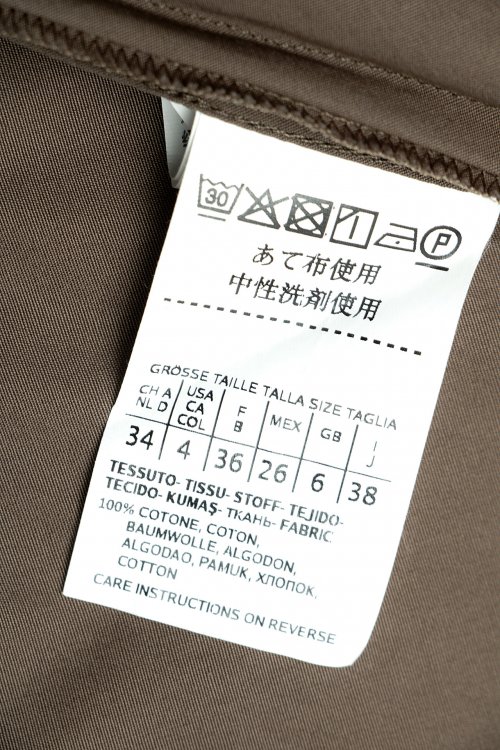 30 P
あて布使用
中性洗剤使用
GRÖSSE TAILLE TALLA SIZE TAGLIA
CH A USA F MEX GB I
NL D CA B J
COL
34 4 36 26 6 38
TESSUTO- TISSU- STOFF- TEJIDO-
TECIDO- KUMAŞ- ТКАНЬ- FABRIC
100% COTONE, COTON,
BAUMWOLLE, ALGODON,
ALGODAO, PAMUK, ХЛОПОК,
COTTON
CARE INSTRUCTIONS ON REVERSE